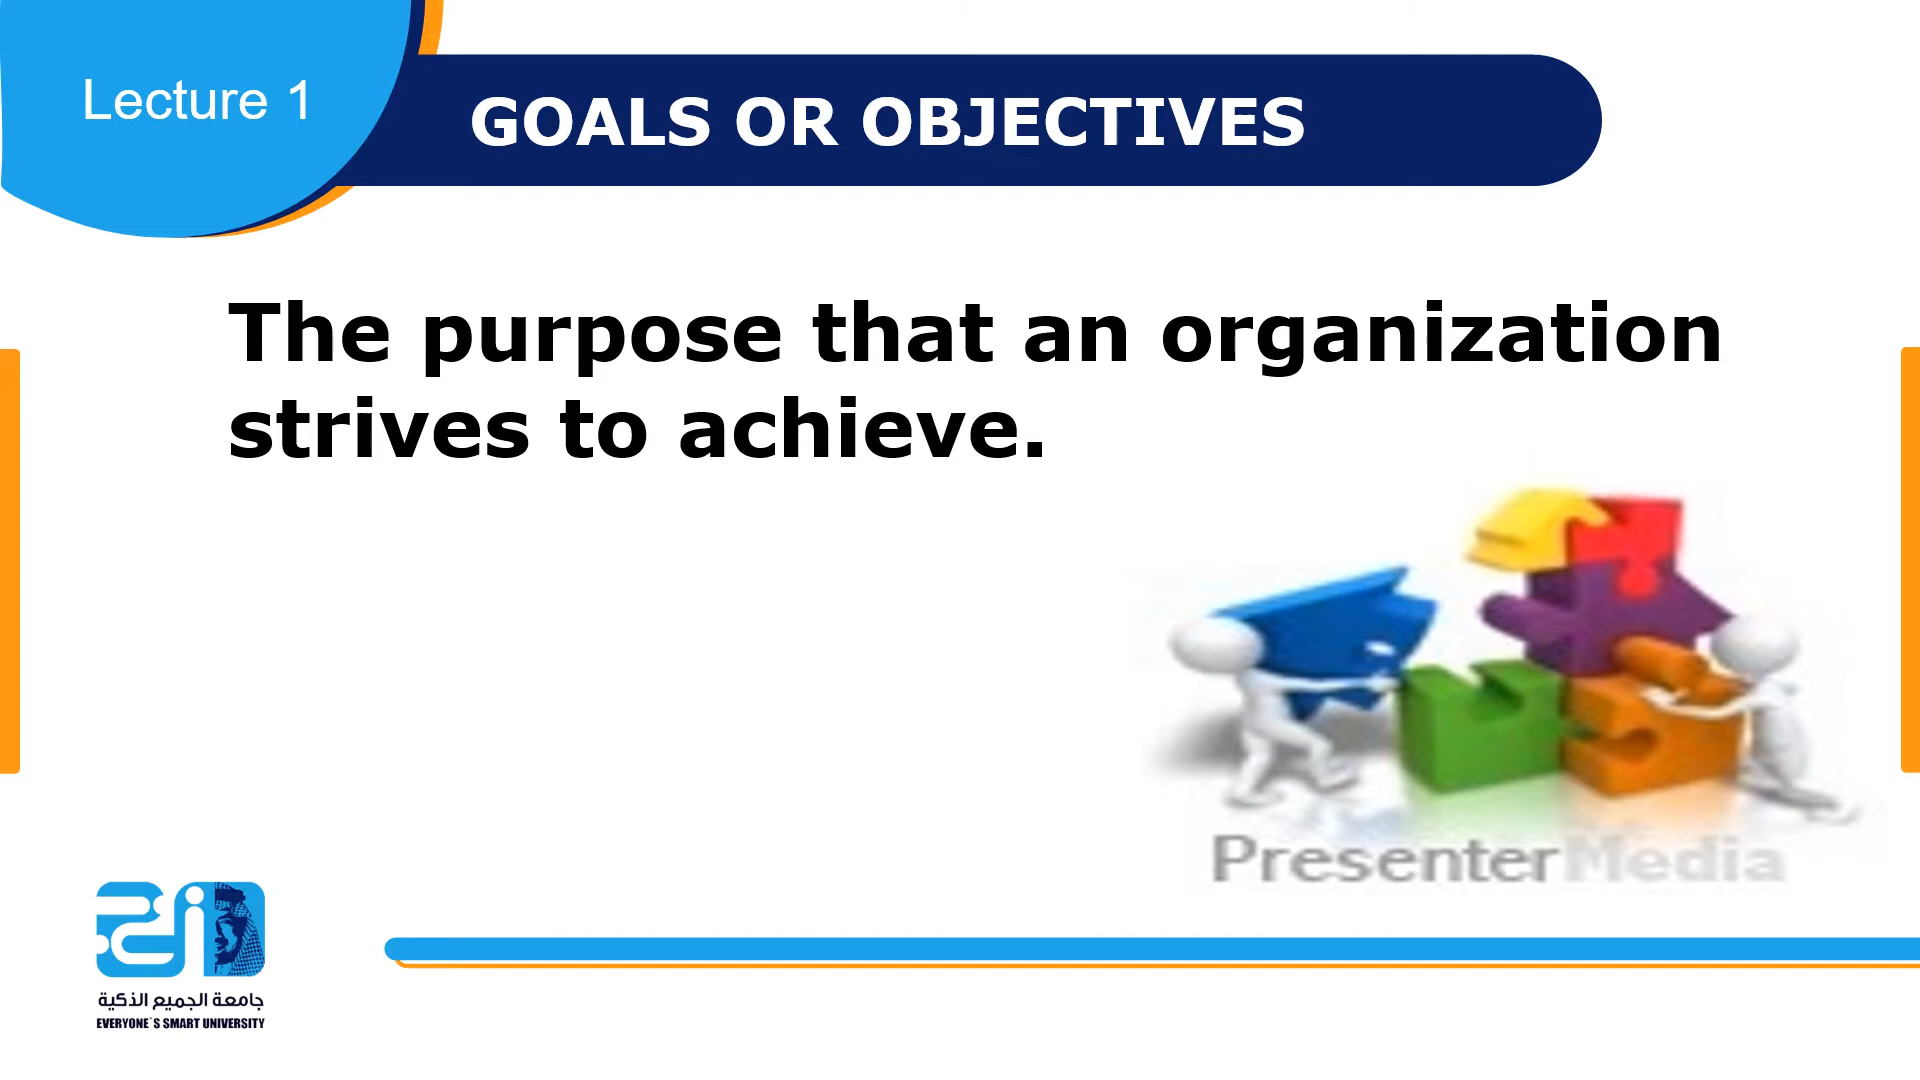 Lecture 1
GOALS OR OBJECTIVES
The purpose that an organization
strives to achieve.
PresenterMedia
جامعة الجميع الذكية
EVERYONE`S SMART UNIVERSITY